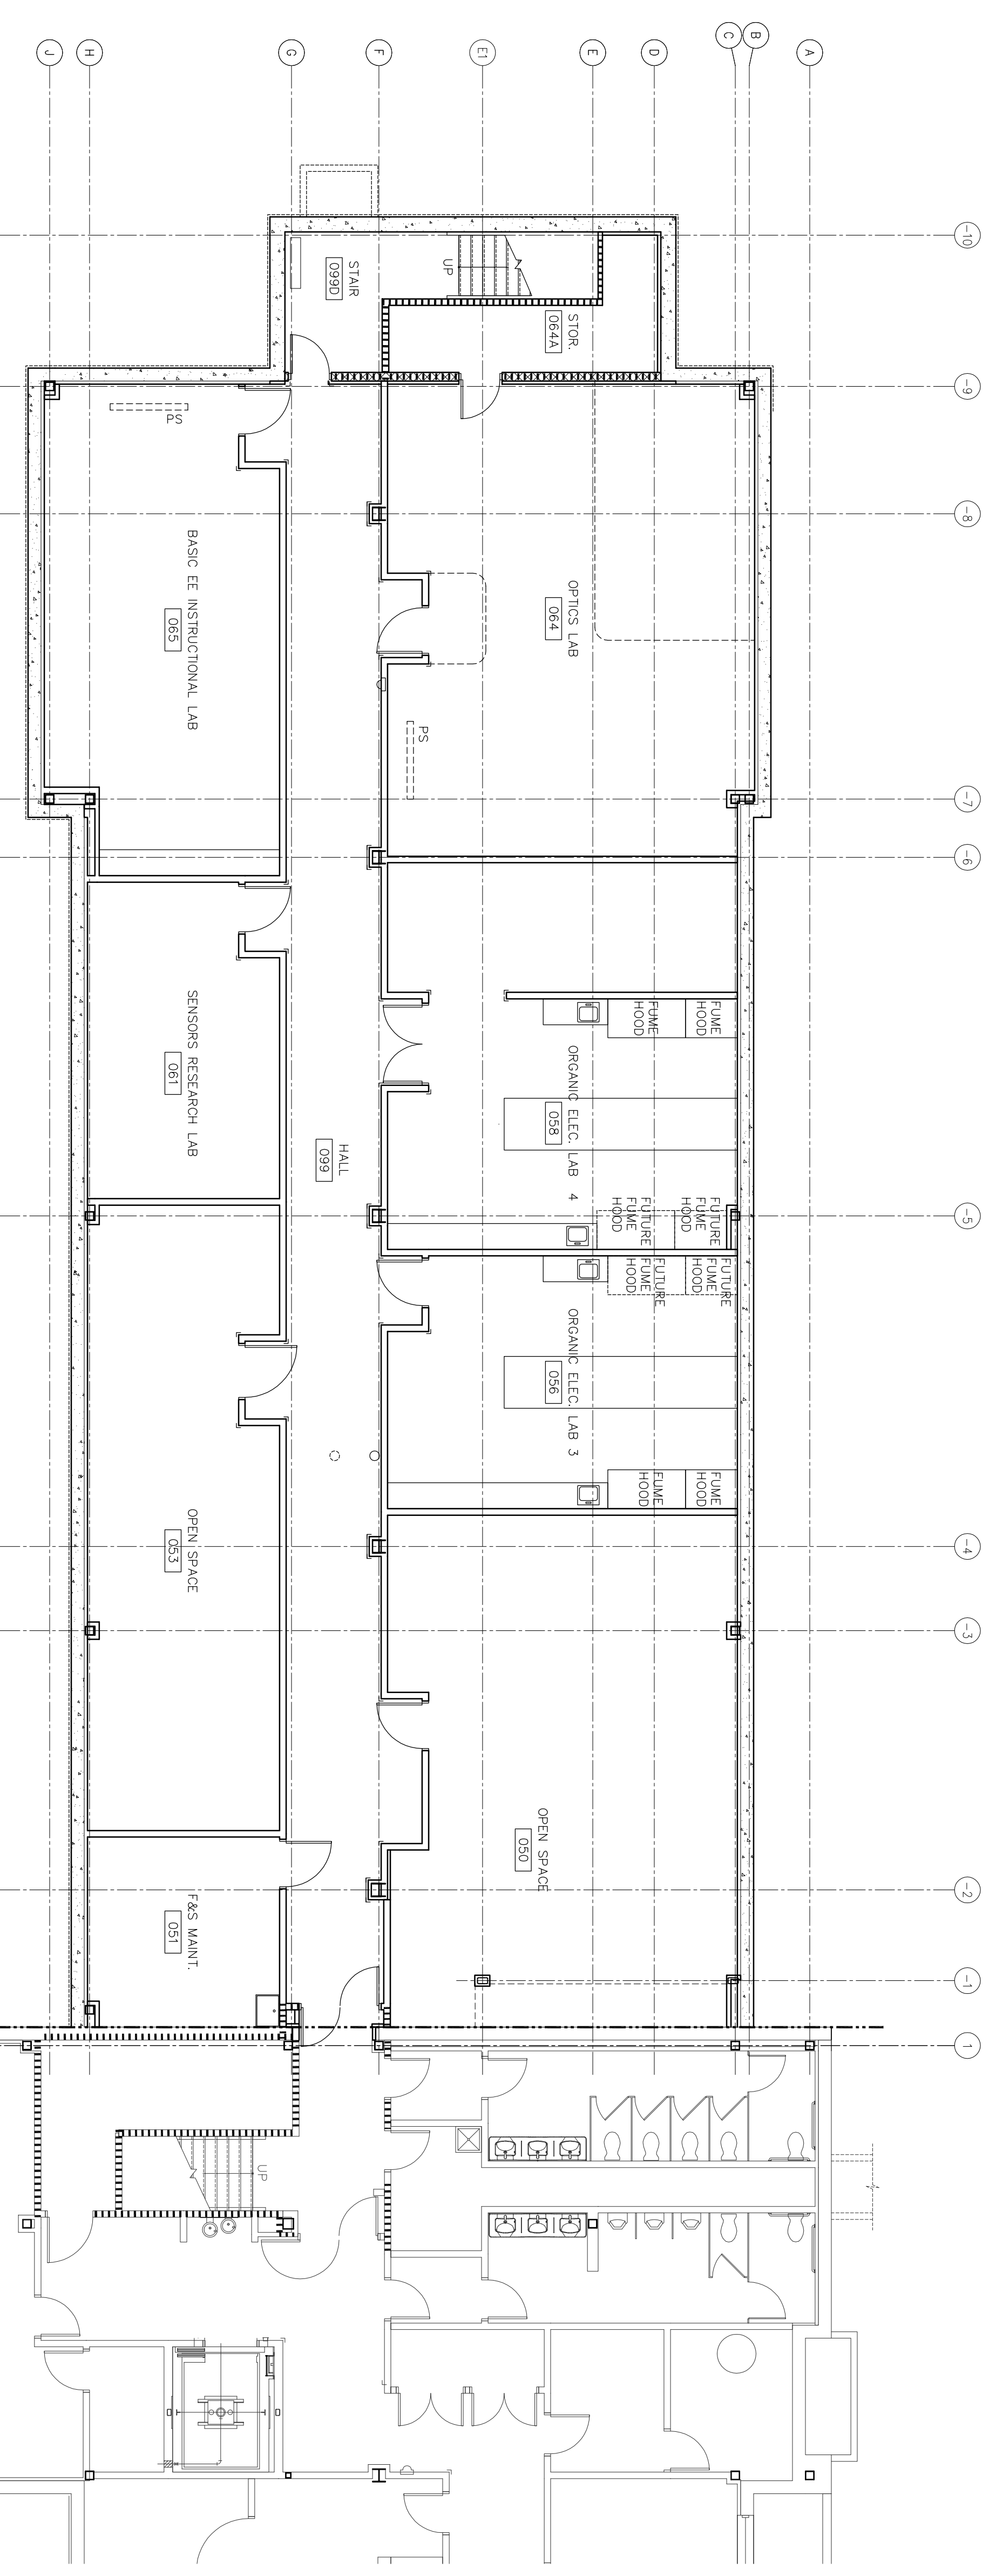 J
H
G
F
E1
E
D
C
B
A
-10
-9
-8
-7
-6
-5
-4
-3
-2
-1
1
STAIR
099D
UP
STOR.
064A
PS
BASIC EE INSTRUCTIONAL LAB
065
OPTICS LAB
064
PS
SENSORS RESEARCH LAB
061
HALL
099
FUME
HOOD
FUME
HOOD
ORGANIC ELEC. LAB 4
058
FUTURE
FUME
HOOD
FUTURE
FUME
HOOD
FUTURE
FUME
HOOD
FUTURE
FUME
HOOD
ORGANIC ELEC. LAB 3
056
FUME
HOOD
FUME
HOOD
OPEN SPACE
053
OPEN SPACE
050
F&S MAINT.
051
UP